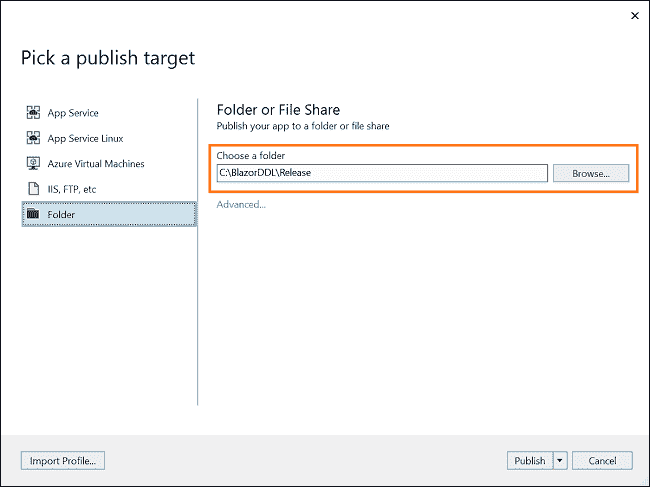 Pick a publish target
App Service
App Service Linux
Azure Virtual Machines
IIS, FTP, etc
Folder
Folder or File Share
Publish your app to a folder or file share
Choose a folder
C:\BlazorDDL\Release
Browse...
Advanced...
Import Profile...
Publish
Cancel